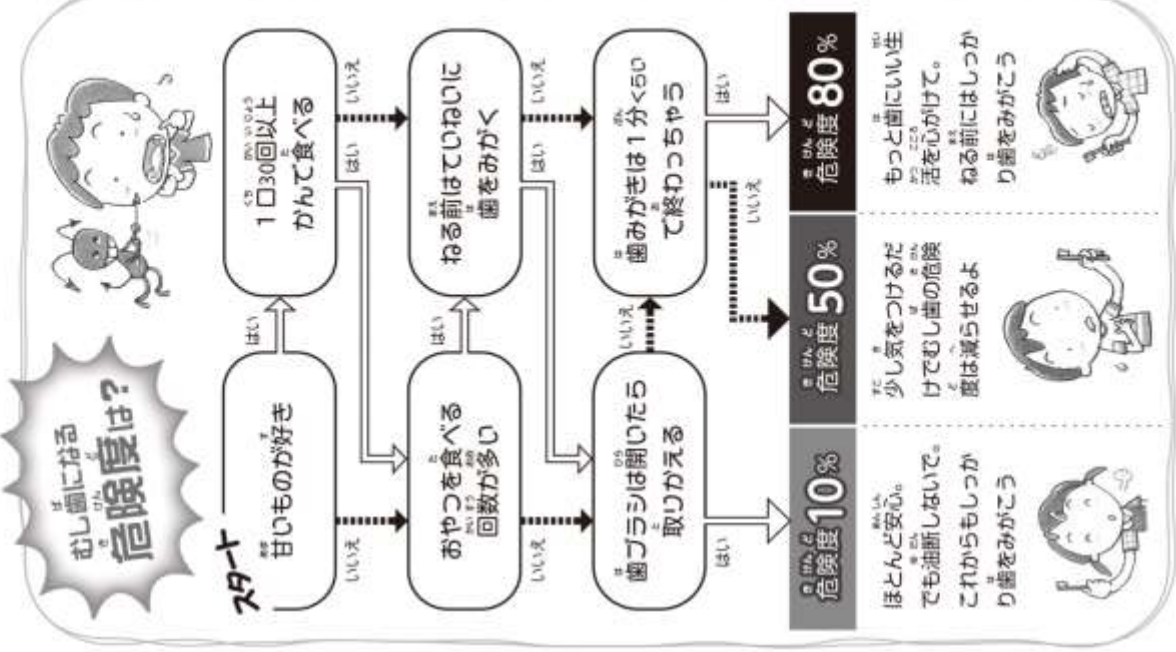 むし歯になる
危険度は？
スタート
甘いものが好き
はい
いいえ
1口30回以上
かんで食べる
はい
いいえ
おやつを食べる
回数が多い
はい
いいえ
ねる前はていねいに
歯をみがく
はい
いいえ
歯ブラシは開いたら
取りかえる
いいえ
はい
歯みがきは1分くらい
で終わっちゃう
いいえ
はい
危険度10%
ほとんど安心。
でも油断しないで。
これからもしっか
り歯をみがこう
危険度50%
少し気をつけるだ
けでむし歯の危険
度は減らせるよ
危険度80%
もっと歯にいい生
活を心がけて。
ねる前にはしっか
り歯をみがこう